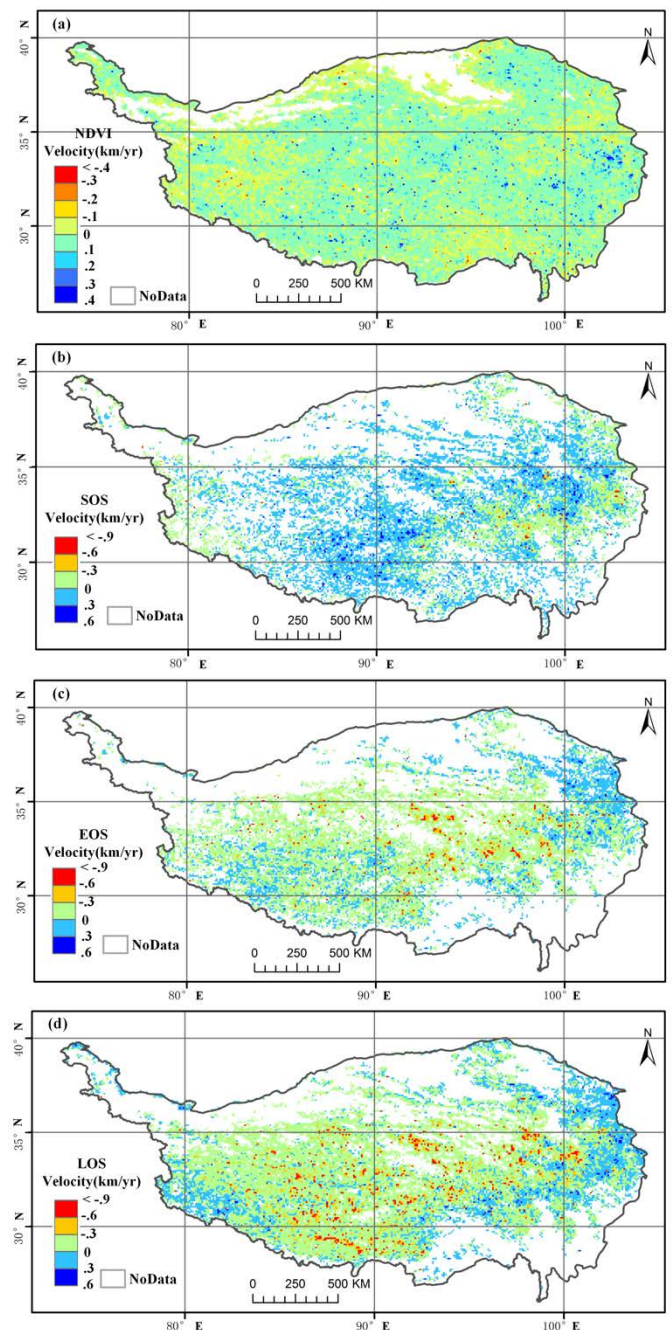 (a)
N
40° N
35°
30°
NDVI
Velocity(km/yr)
< -.4
-.3
-.2
-.1
0
.1
.2
.3
.4
NoData
0 250 500 KM
80° E 90° E 100° E
(b)
N
40° N
35°
30°
SOS
Velocity(km/yr)
< -.9
-.6
-.3
0
.3
.6
NoData
0 250 500 KM
80° E 90° E 100° E
(c)
N
40° N
35°
30°
EOS
Velocity(km/yr)
< -.9
-.6
-.3
0
.3
.6
NoData
0 250 500 KM
80° E 90° E 100° E
(d)
N
40° N
35°
30°
LOS
Velocity(km/yr)
< -.9
-.6
-.3
0
.3
.6
NoData
0 250 500 KM
80° E 90° E 100° E